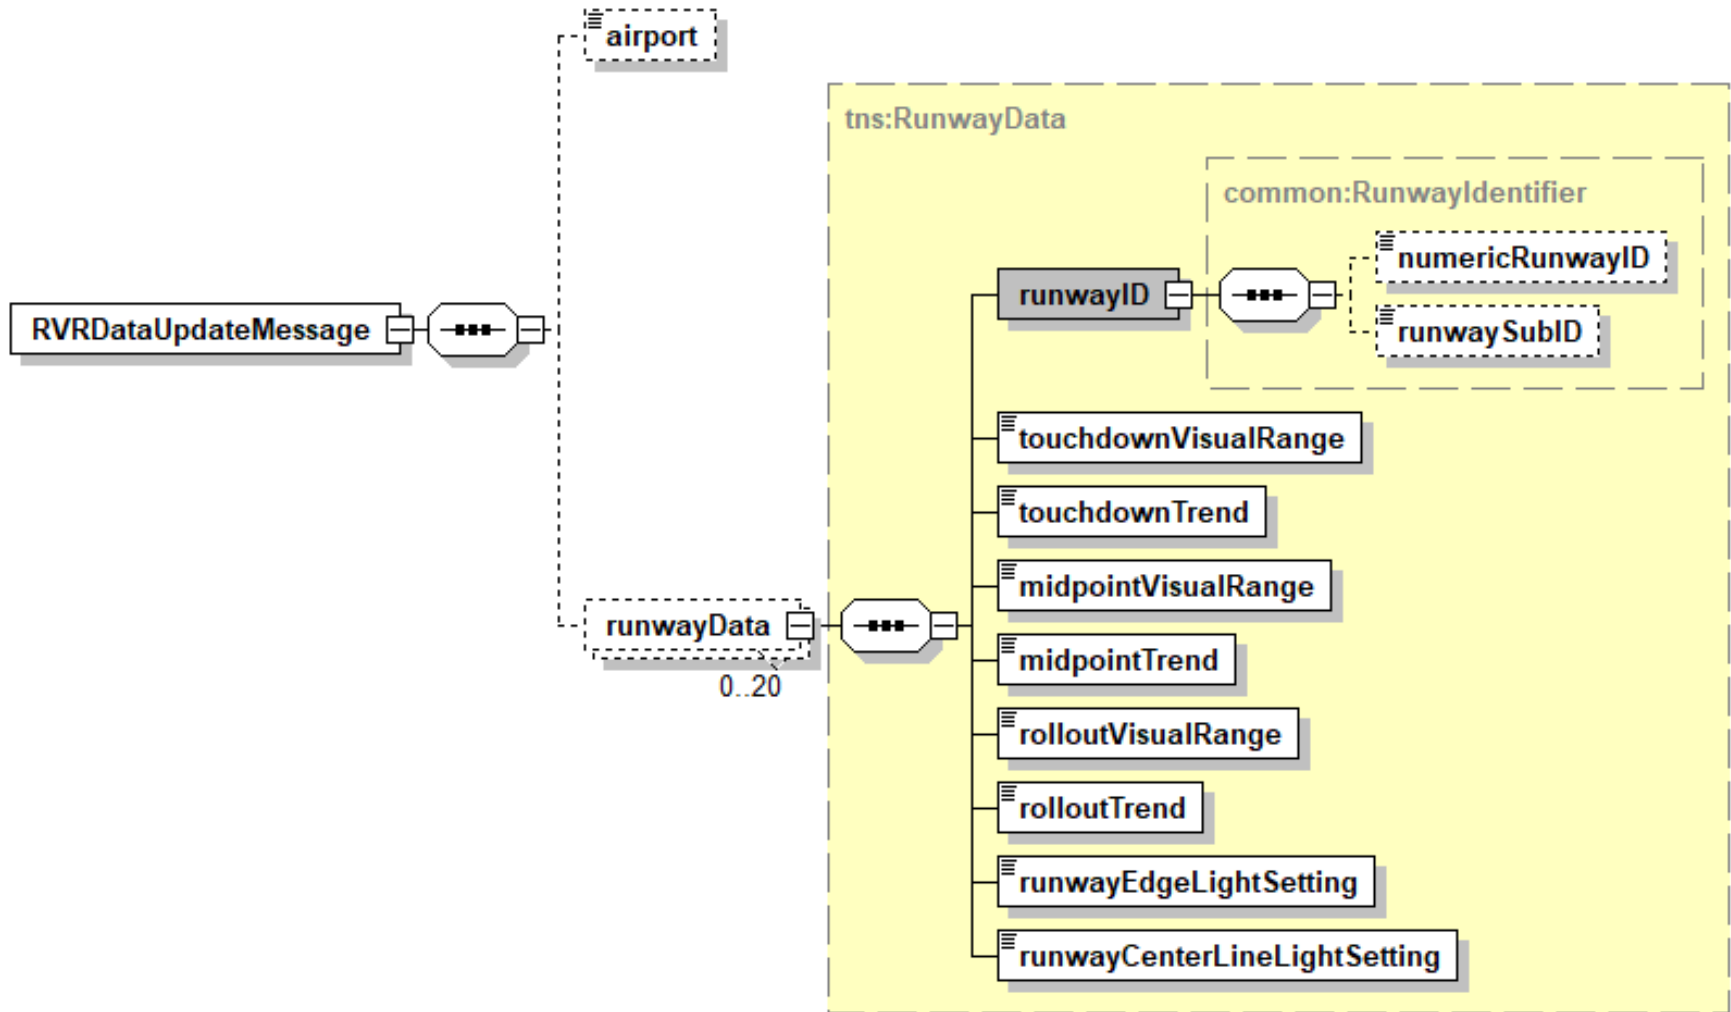 airport
tns:RunwayData
common:RunwayIdentifier
numericRunwayID
runwayID
RVRDataUpdateMessage
runwaySubID
touchdownVisualRange
touchdownTrend
midpointVisualRange
runwayData
0..20
midpointTrend
rolloutVisualRange
rolloutTrend
runwayEdgeLightSetting
runwayCenterLineLightSetting